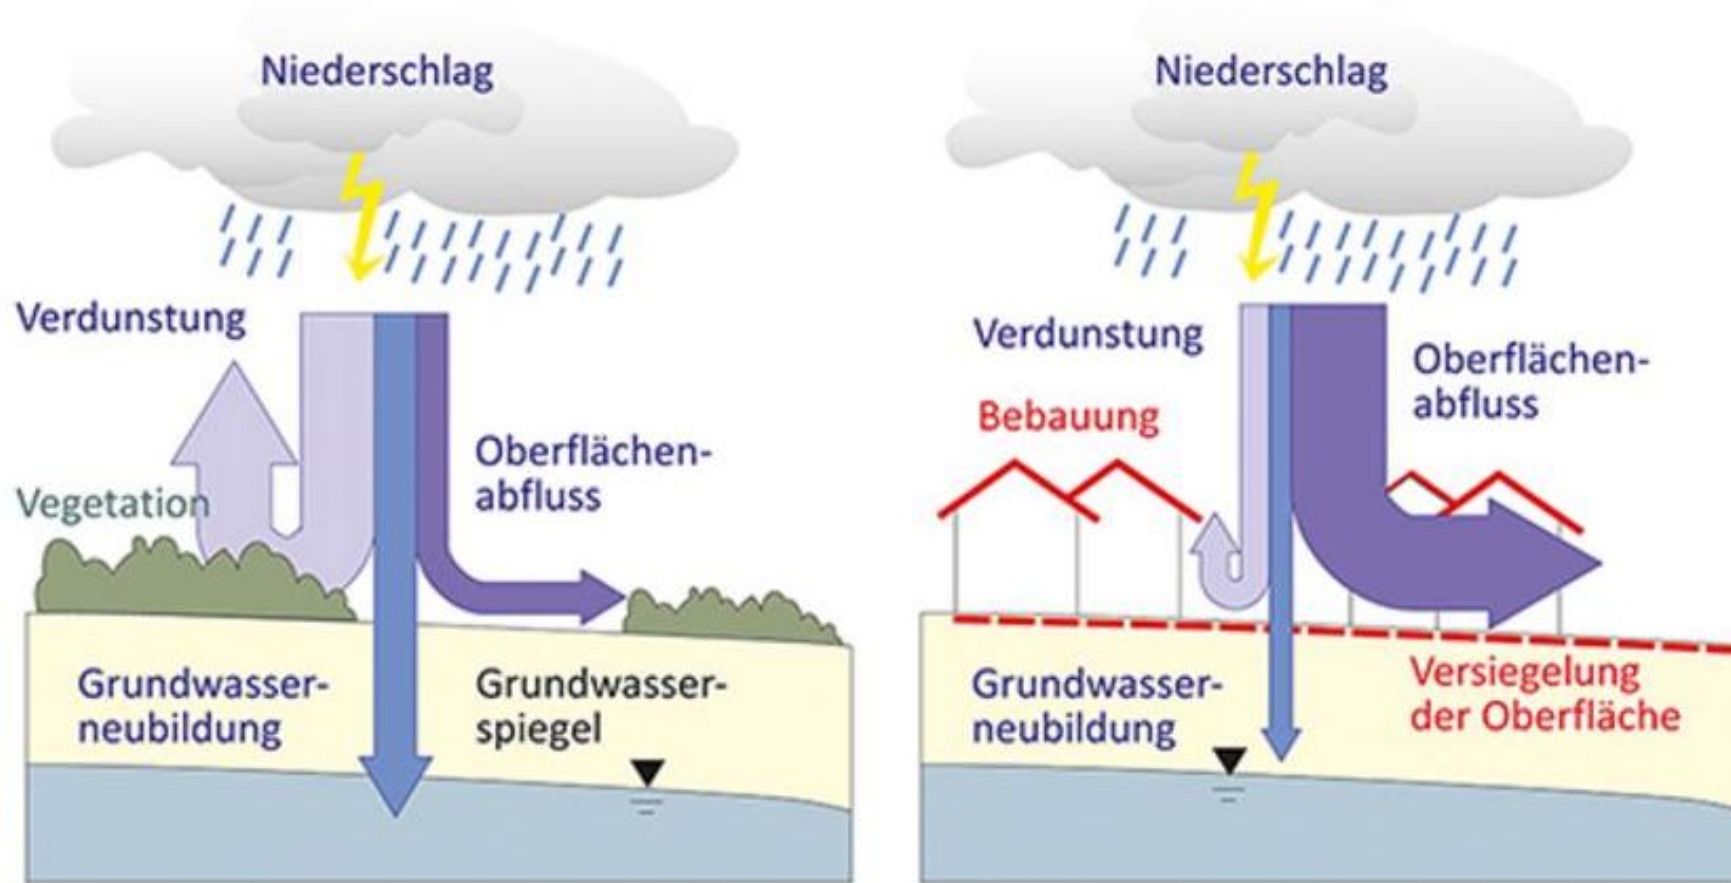 Niederschlag
Verdunstung
Vegetation
Oberflächen-
abfluss
Grundwasser-
neubildung
Grundwasser-
spiegel
Niederschlag
Verdunstung
Bebauung
Oberflächen-
abfluss
Grundwasser-
neubildung
Versiegelung
der Oberfläche